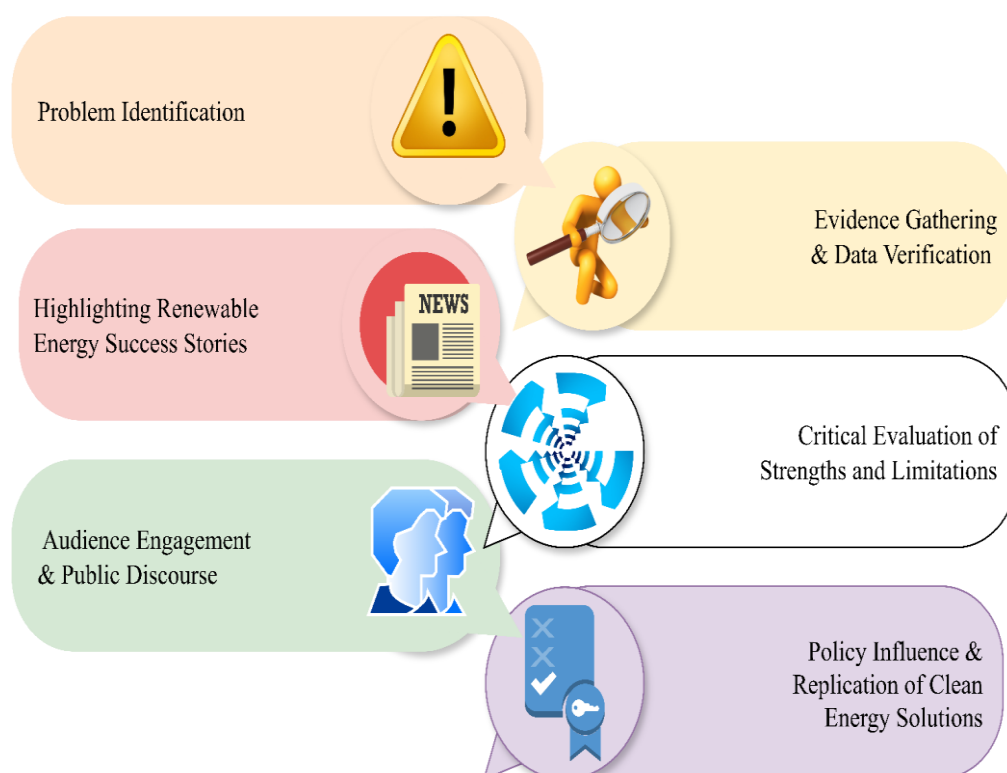 Problem Identification
Evidence Gathering
& Data Verification
Highlighting Renewable
Energy Success Stories
NEWS
Critical Evaluation of
Strengths and Limitations
Audience Engagement
& Public Discourse
Policy Influence &
Replication of Clean
Energy Solutions